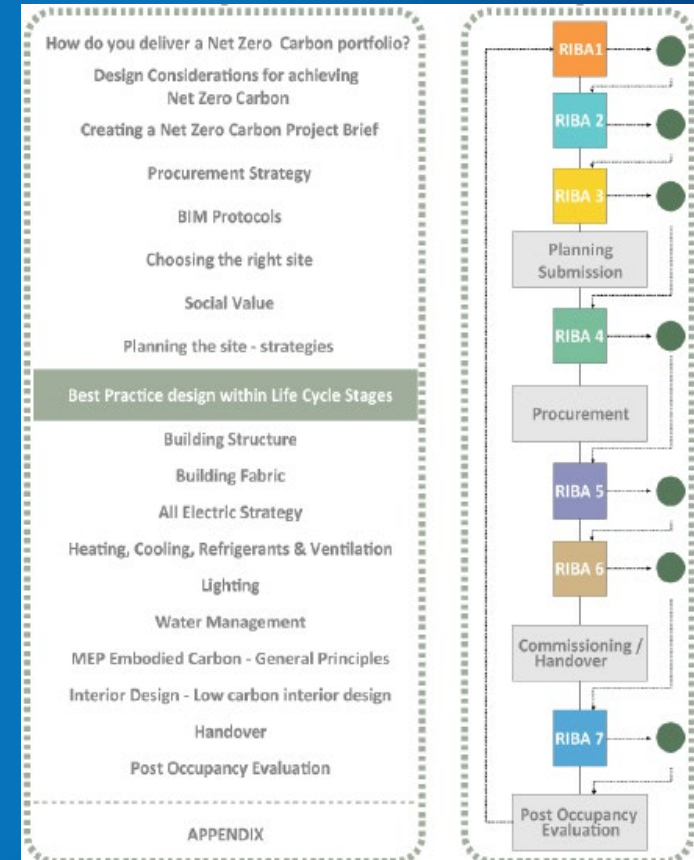 How do you deliver a Net Zero Carbon portfolio?
Design Considerations for achieving
Net Zero Carbon
Creating a Net Zero Carbon Project Brief
Procurement Strategy
BIM Protocols
Choosing the right site
Social Value
Planning the site - strategies
Best Practice design within Life Cycle Stages
Building Structure
Building Fabric
All Electric Strategy
Heating, Cooling, Refrigerants & Ventilation
Lighting
Water Management
MEP Embodied Carbon - General Principles
Interior Design - Low carbon interior design
Handover
Post Occupancy Evaluation
APPENDIX
RIBA1
RIBA 2
RIBA 3
Planning
Submission
RIBA 4
Procurement
RIBA 5
RIBA 6
Commissioning /
Handover
RIBA 7
Post Occupancy
Evaluation